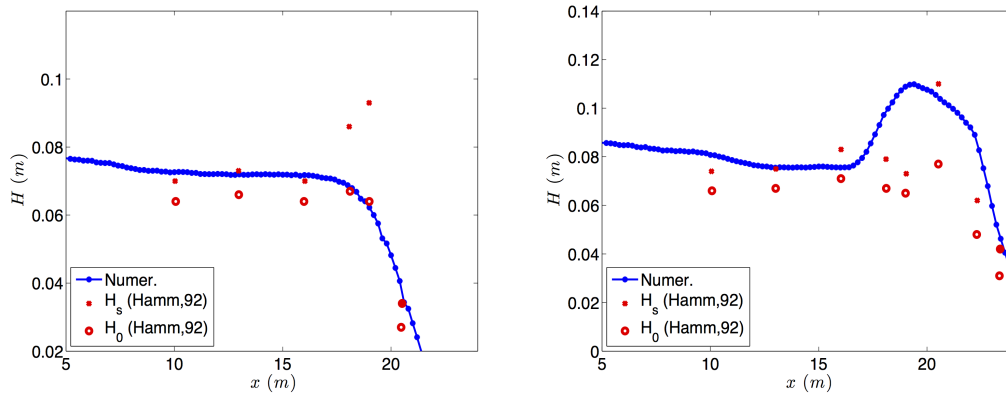 0.1
0.08
0.06
0.04
0.02
H (m)
Numer.
H_s (Hamm,92)
H_0 (Hamm,92)
5
10
15
20
x (m)
0.14
0.12
0.1
0.08
0.06
0.04
0.02
0
H (m)
Numer.
H_s (Hamm,92)
H_0 (Hamm,92)
5
10
15
20
x (m)